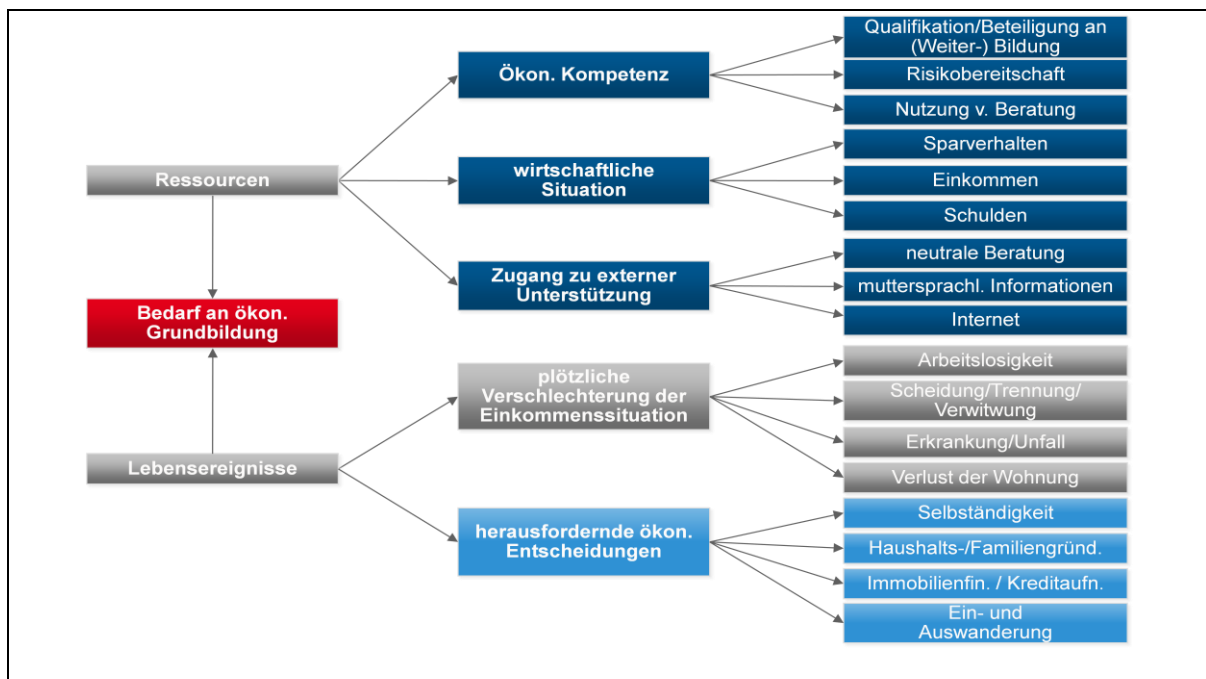 Qualifikation/Beteiligung an
(Weiter-) Bildung
Ökon. Kompetenz
Risikobereitschaft
Nutzung v. Beratung
Sparverhalten
Ressourcen
wirtschaftliche
Situation
Einkommen
Schulden
neutrale Beratung
Zugang zu externer
Unterstützung
muttersprachl. Informationen
Internet
Bedarf an ökon.
Grundbildung
Arbeitslosigkeit
plötzliche
Verschlechterung der
Einkommenssituation
Scheidung/Trennung/
Verwitwung
Erkrankung/Unfall
Lebensereignisse
Verlust der Wohnung
Selbständigkeit
herausfordernde ökon.
Entscheidungen
Haushalts-/Familiengründ.
Immobilienfin. / Kreditaufn.
Ein- und
Auswanderung